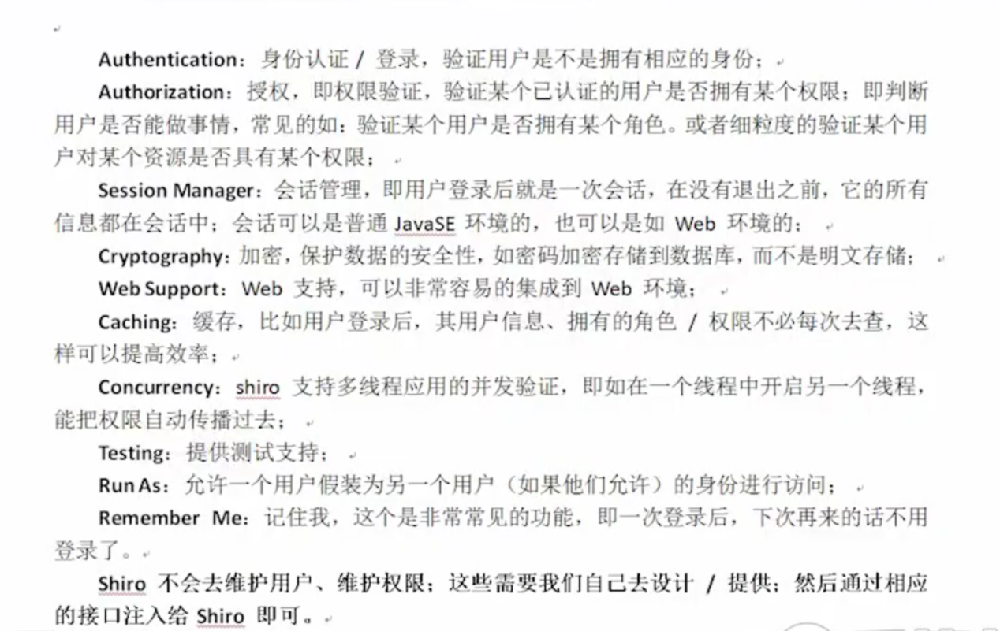 Authentication：身份认证 / 登录，验证用户是不是拥有相应的身份；
Authorization：授权，即权限验证，验证某个已认证的用户是否拥有某个权限；即判断
用户是否能做事情，常见的如：验证某个用户是否拥有某个角色。或者细粒度的验证某个用
户对某个资源是否具有某个权限；
Session Manager：会话管理，即用户登录后就是一次会话，在没有退出之前，它的所有
信息都在会话中；会话可以是普通 JavaSE 环境的，也可以是如 Web 环境的；
Cryptography：加密，保护数据的安全性，如密码加密存储到数据库，而不是明文存储；
Web Support：Web 支持，可以非常容易的集成到 Web 环境；
Caching：缓存，比如用户登录后，其用户信息、拥有的角色 / 权限不必每次去查，这
样可以提高效率；
Concurrency：shiro 支持多线程应用的并发验证，即如在一个线程中开启另一个线程，
能把权限自动传播过去；
Testing：提供测试支持；
Run As：允许一个用户假装为另一个用户（如果他们允许）的身份进行访问；
Remember Me：记住我，这个是非常常见的功能，即一次登录后，下次再来的话不用
登录了。
Shiro 不会去维护用户、维护权限；这些需要我们自己去设计 / 提供；然后通过相应
的接口注入给 Shiro 即可。